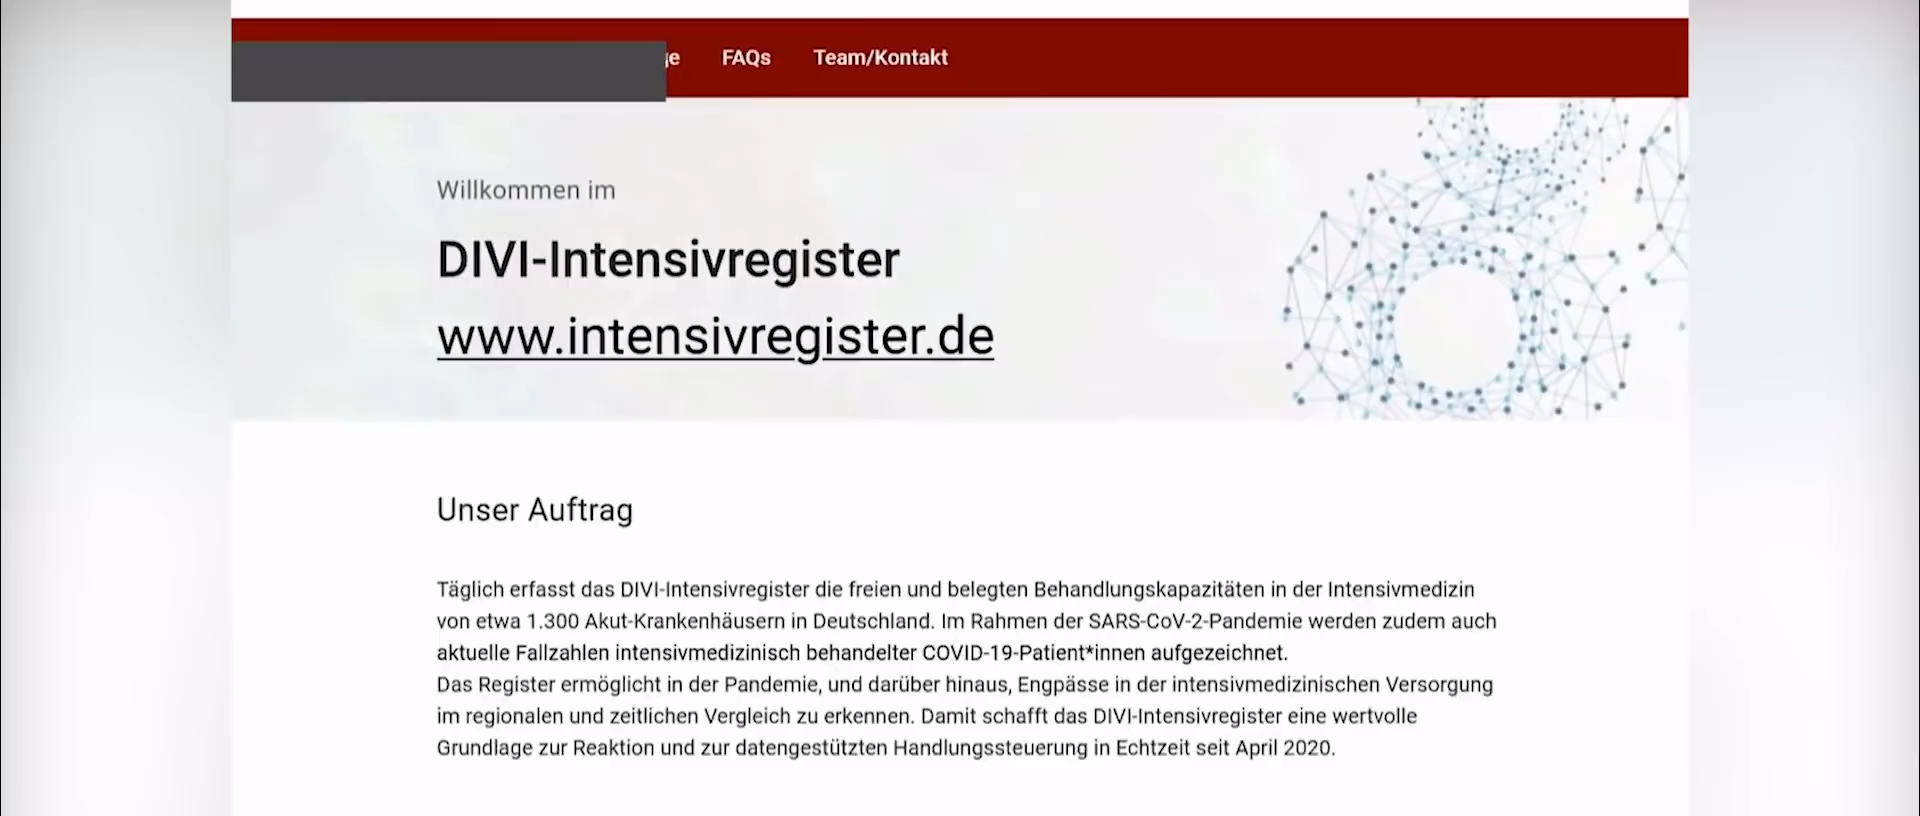 FAQs Team/Kontakt
Willkommen im
DIVI-Intensivregister
www.intensivregister.de
Unser Auftrag
Täglich erfasst das DIVI-Intensivregister die freien und belegten Behandlungskapazitäten in der Intensivmedizin
von etwa 1.300 Akut-Krankenhäusern in Deutschland. Im Rahmen der SARS-CoV-2-Pandemie werden zudem auch
aktuelle Fallzahlen intensivmedizinisch behandelter COVID-19-Patient*innen aufgezeichnet.
Das Register ermöglicht in der Pandemie, und darüber hinaus, Engpässe in der intensivmedizinischen Versorgung
im regionalen und zeitlichen Vergleich zu erkennen. Damit schafft das DIVI-Intensivregister eine wertvolle
Grundlage zur Reaktion und zur datengestützten Handlungssteuerung in Echtzeit seit April 2020.